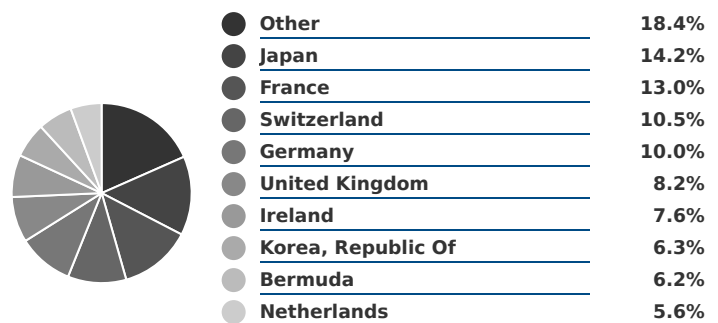 Other 18.4%
Japan 14.2%
France 13.0%
Switzerland 10.5%
Germany 10.0%
United Kingdom 8.2%
Ireland 7.6%
Korea, Republic Of 6.3%
Bermuda 6.2%
Netherlands 5.6%